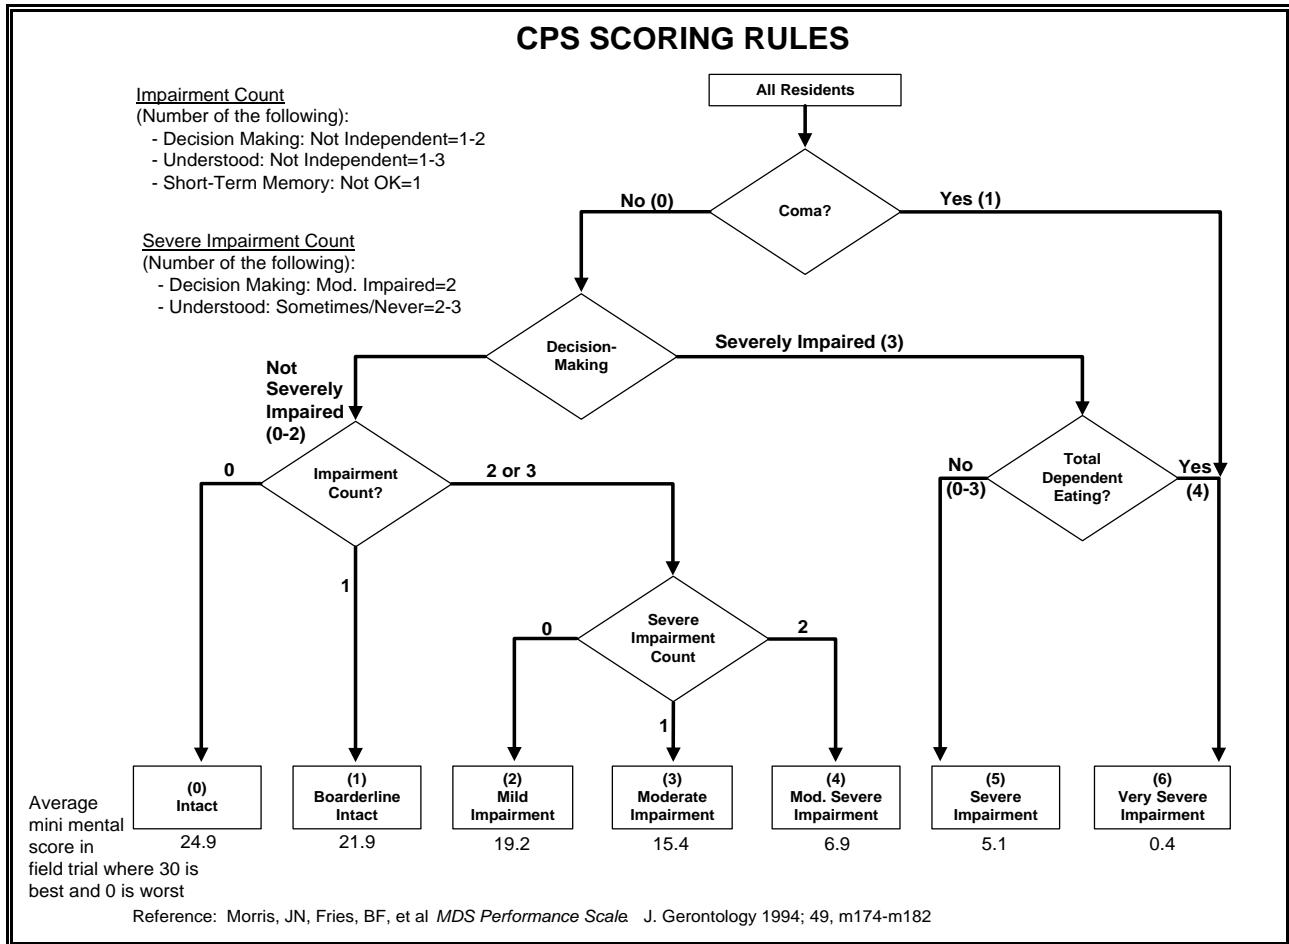 CPS SCORING RULES
Impairment Count
(Number of the following):
- Decision Making: Not Independent=1-2
- Understood: Not Independent=1-3
- Short-Term Memory: Not OK=1
Severe Impairment Count
(Number of the following):
- Decision Making: Mod. Impaired=2
- Understood: Sometimes/Never=2-3
All Residents
No (0)
Coma?
Yes (1)
Decision-
Making
Severely Impaired (3)
Not
Severely
Impaired
(0-2)
0
Impairment
Count?
2 or 3
No
(0-3)
Total
Dependent
Eating?
Yes
(4)
1
0
Severe
Impairment
Count
2
1
(0)
Intact
(1)
Boarderline
Intact
(2)
Mild
Impairment
(3)
Moderate
Impairment
(4)
Mod. Severe
Impairment
(5)
Severe
Impairment
(6)
Very Severe
Impairment
Average
mini mental
score in
field trial where 30 is
best and 0 is worst
24.9
21.9
19.2
15.4
6.9
5.1
0.4
Reference: Morris, JN, Fries, BF, et al MDS Performance Scale. J. Gerontology 1994; 49, m174-m182